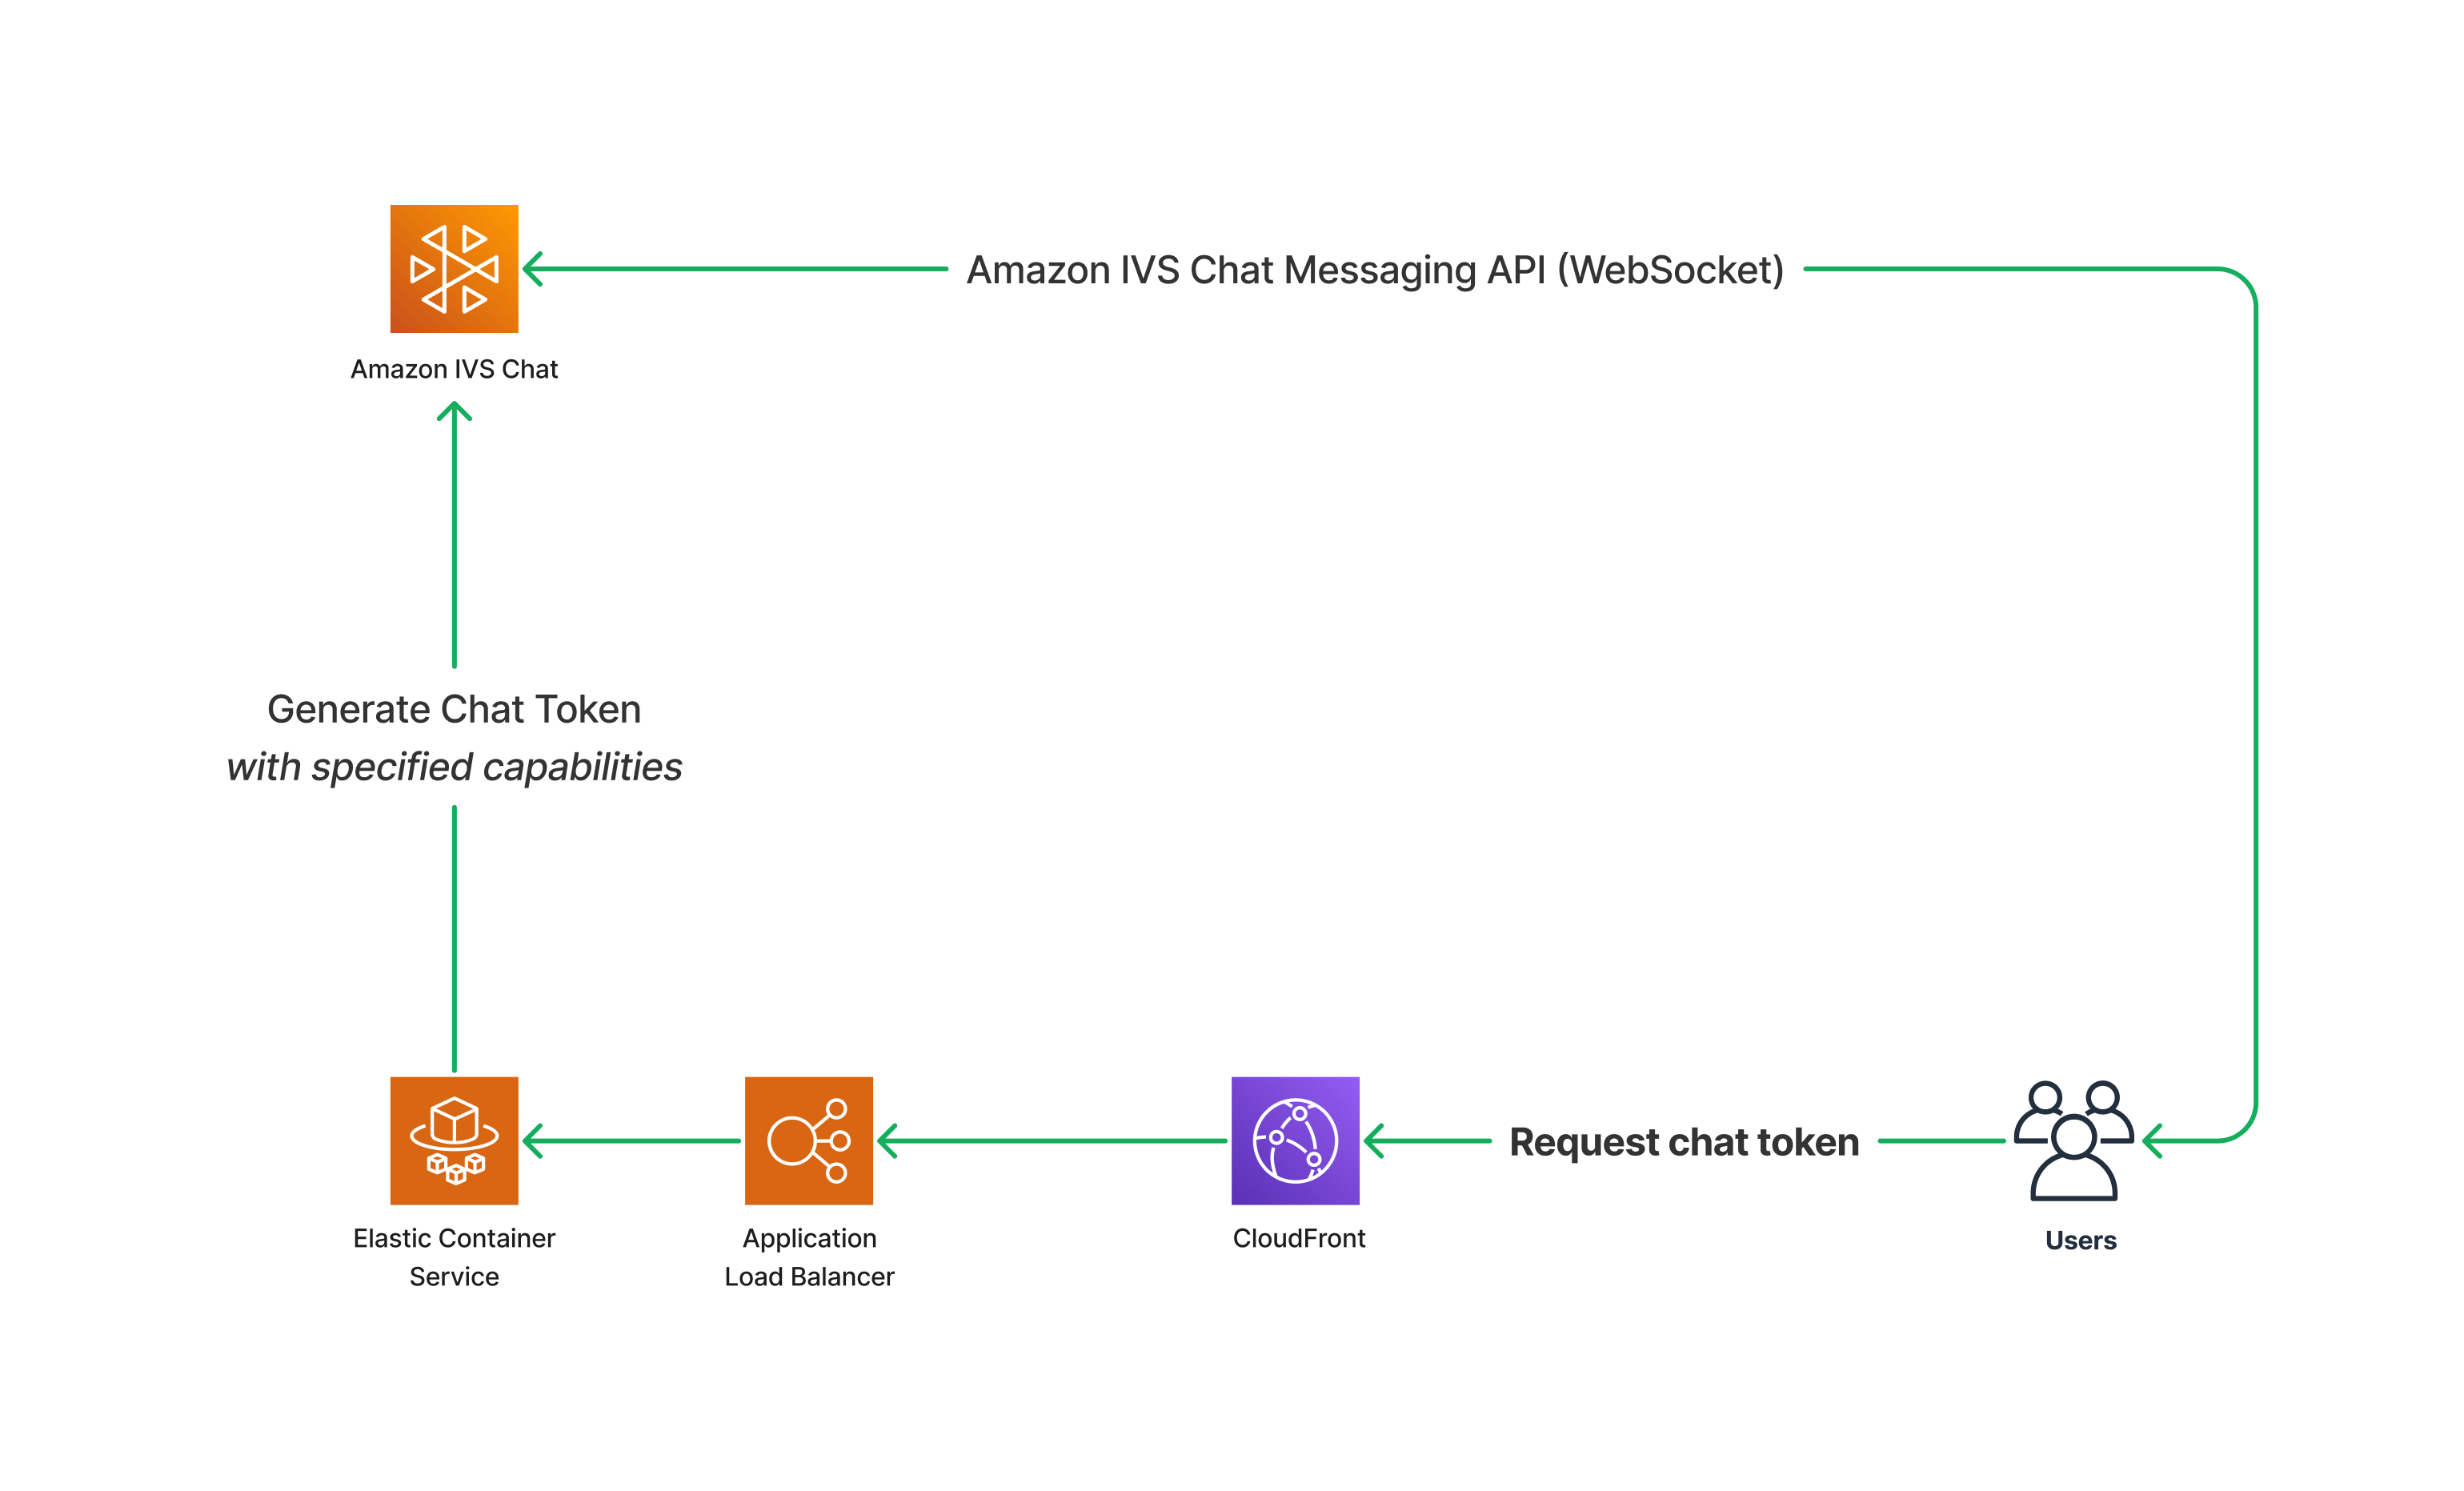 Amazon IVS Chat Messaging API (WebSocket)
Amazon IVS Chat
Generate Chat Token
with specified capabilities
Request chat token
Elastic Container
Service
Application
Load Balancer
CloudFront
Users